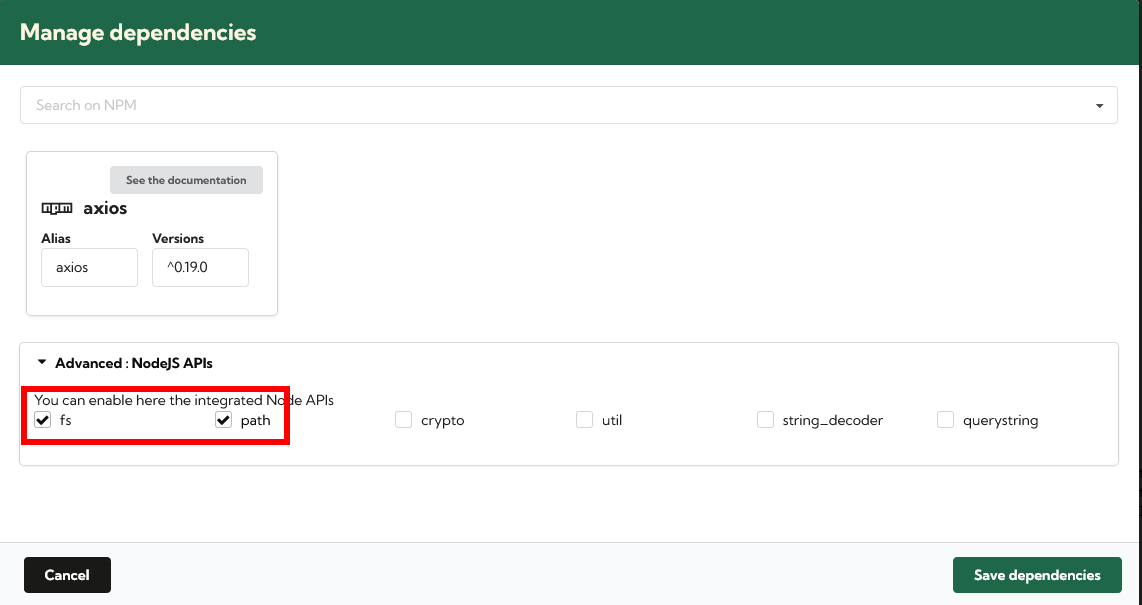 Manage dependencies
Search on NPM
See the documentation
axios
Alias Versions
axios ^0.19.0
Advanced : NodeJS APIs
You can enable here the integrated Node APIs
fs path crypto util string_decoder querystring
Cancel Save dependencies